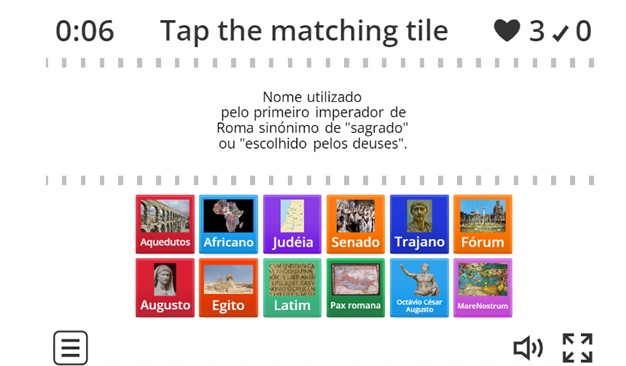 0:06
Tap the matching tile
3
0
Nome utilizado
pelo primeiro imperador de
Roma sinónimo de "sagrado"
ou "escolhido pelos deuses".
Aquedutos
Africano
Judéia
Senado
Trajano
Fórum
Augusto
Egito
Latim
Pax romana
Octávio César
Augusto
MareNostrum